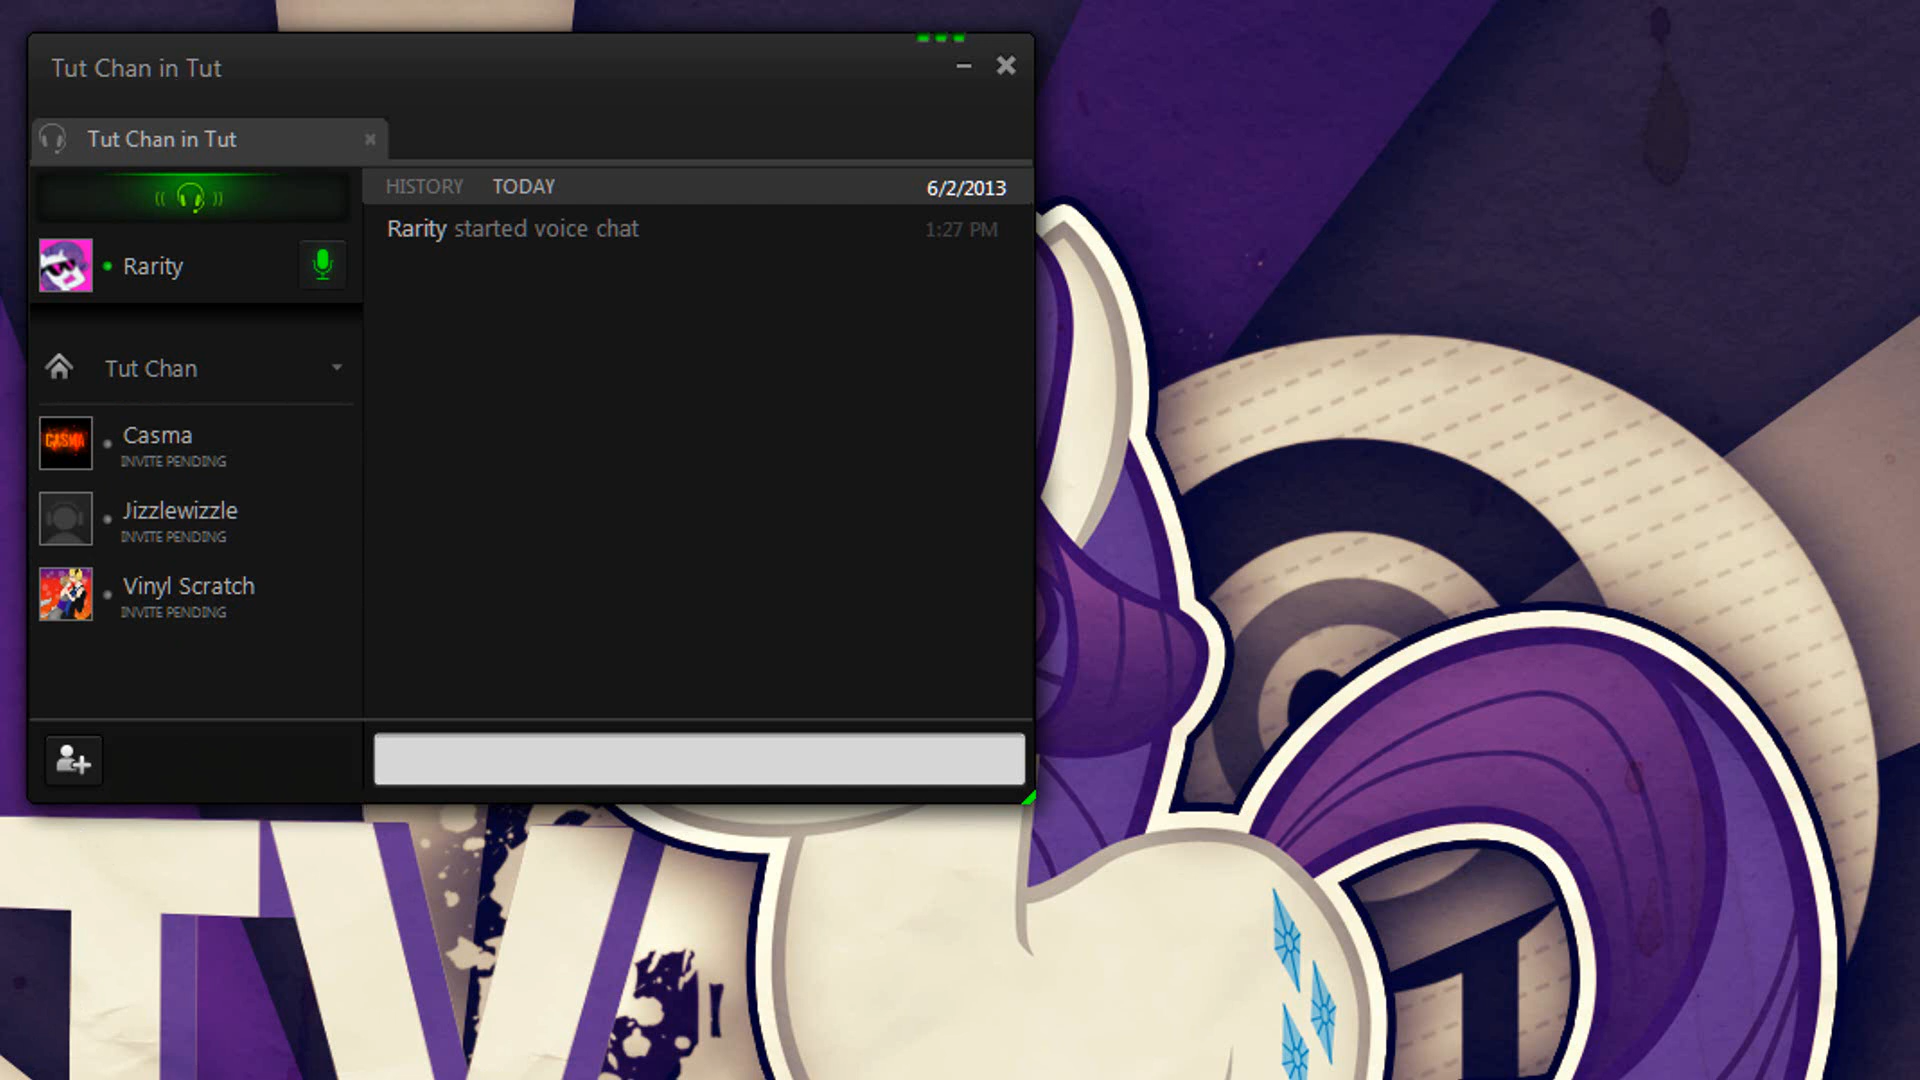 Tut Chan in Tut
Tut Chan in Tut
HISTORY TODAY 6/2/2013
Rarity started voice chat 1:27 PM
Rarity
Tut Chan
CASMA
Casma
INVITE PENDING
Jizzlewizzle
INVITE PENDING
Vinyl Scratch
INVITE PENDING
TV